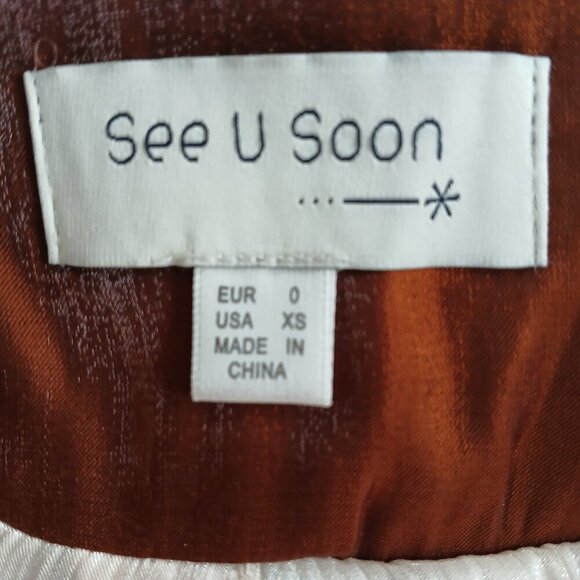 See U Soon
...—*
EUR 0
USA XS
MADE IN
CHINA